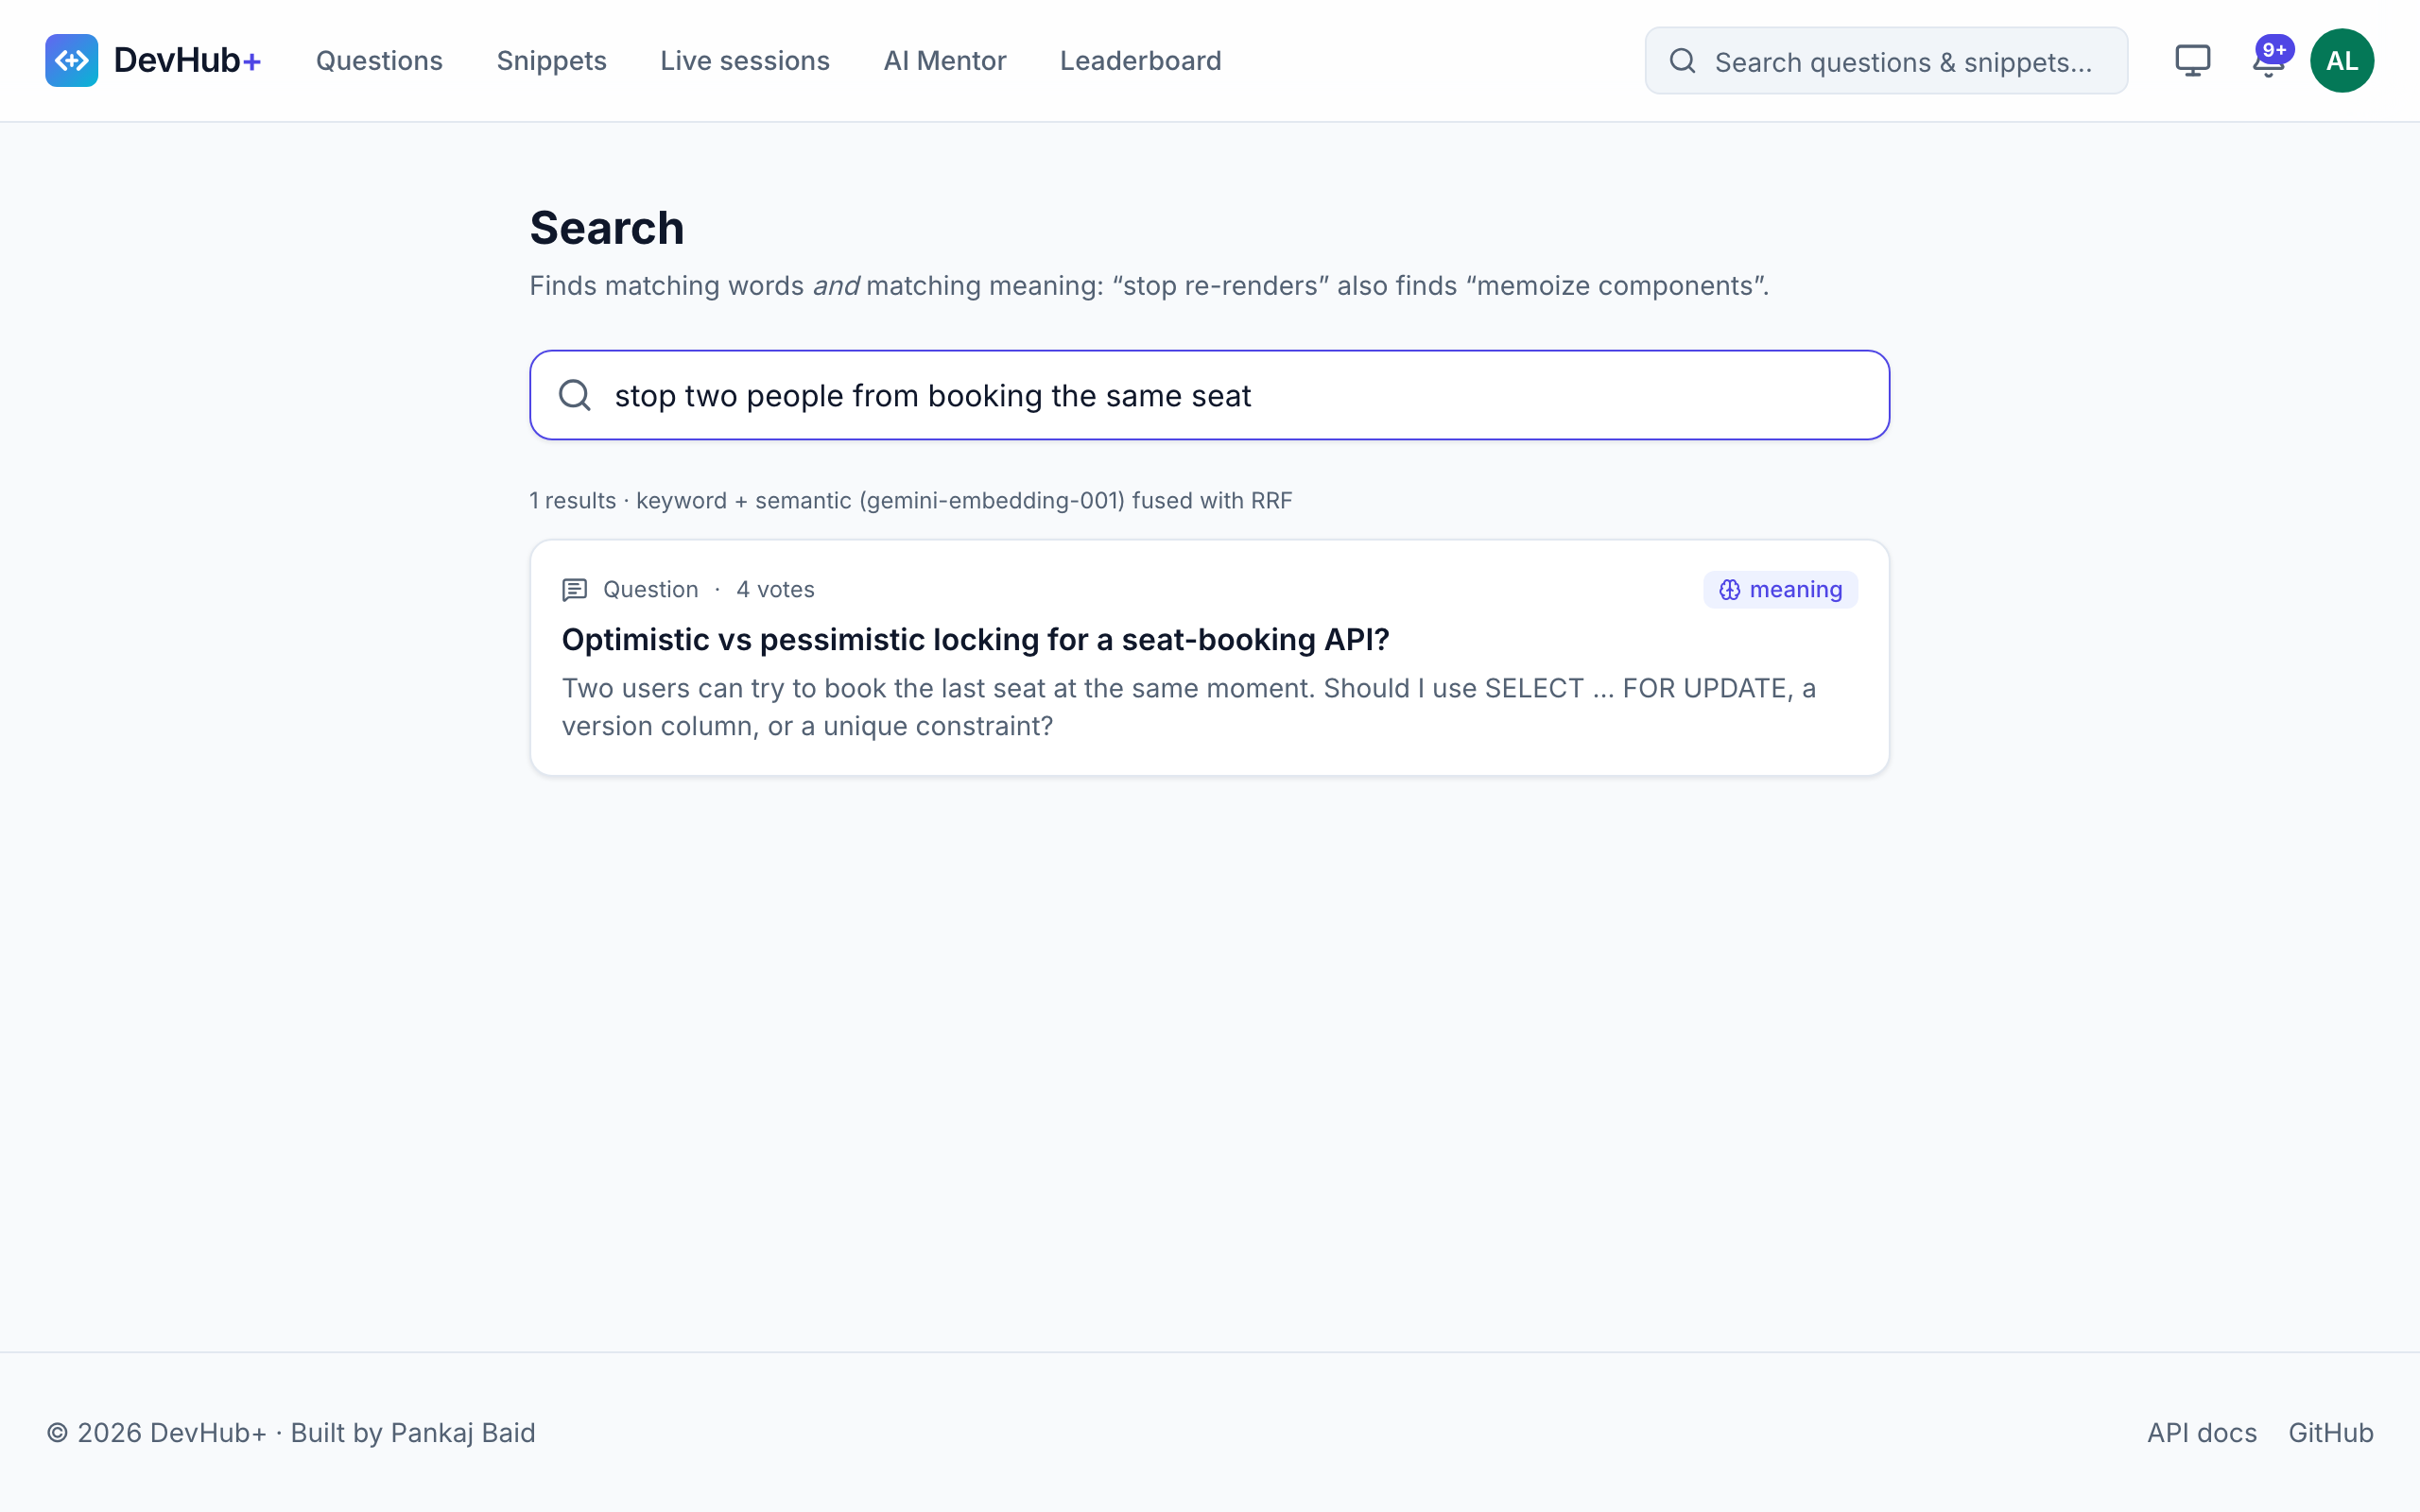 DevHub+
Questions
Snippets
Live sessions
AI Mentor
Leaderboard
Search questions & snippets...
9+
AL
Search
Finds matching words and matching meaning: “stop re-renders” also finds “memoize components”.
stop two people from booking the same seat
1 results · keyword + semantic (gemini-embedding-001) fused with RRF
Question · 4 votes
meaning
Optimistic vs pessimistic locking for a seat-booking API?
Two users can try to book the last seat at the same moment. Should I use SELECT ... FOR UPDATE, a
version column, or a unique constraint?
© 2026 DevHub+ · Built by Pankaj Baid
API docs
GitHub